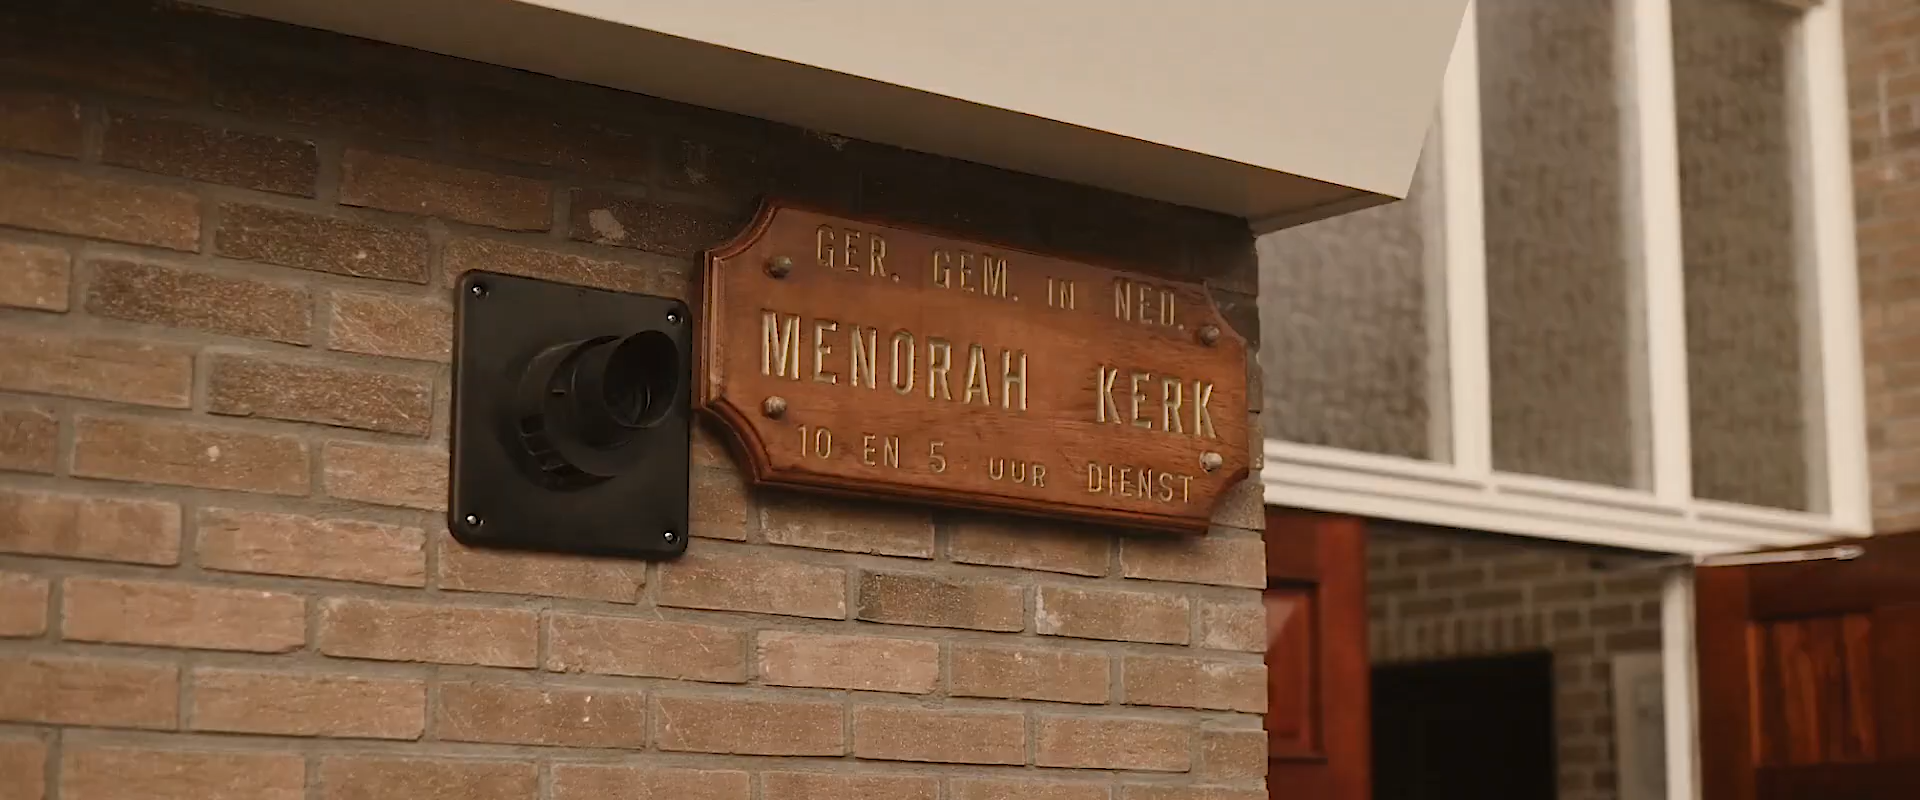 GER. GEM. IN NED.
MENORAH KERK
10 EN 5 UUR DIENST